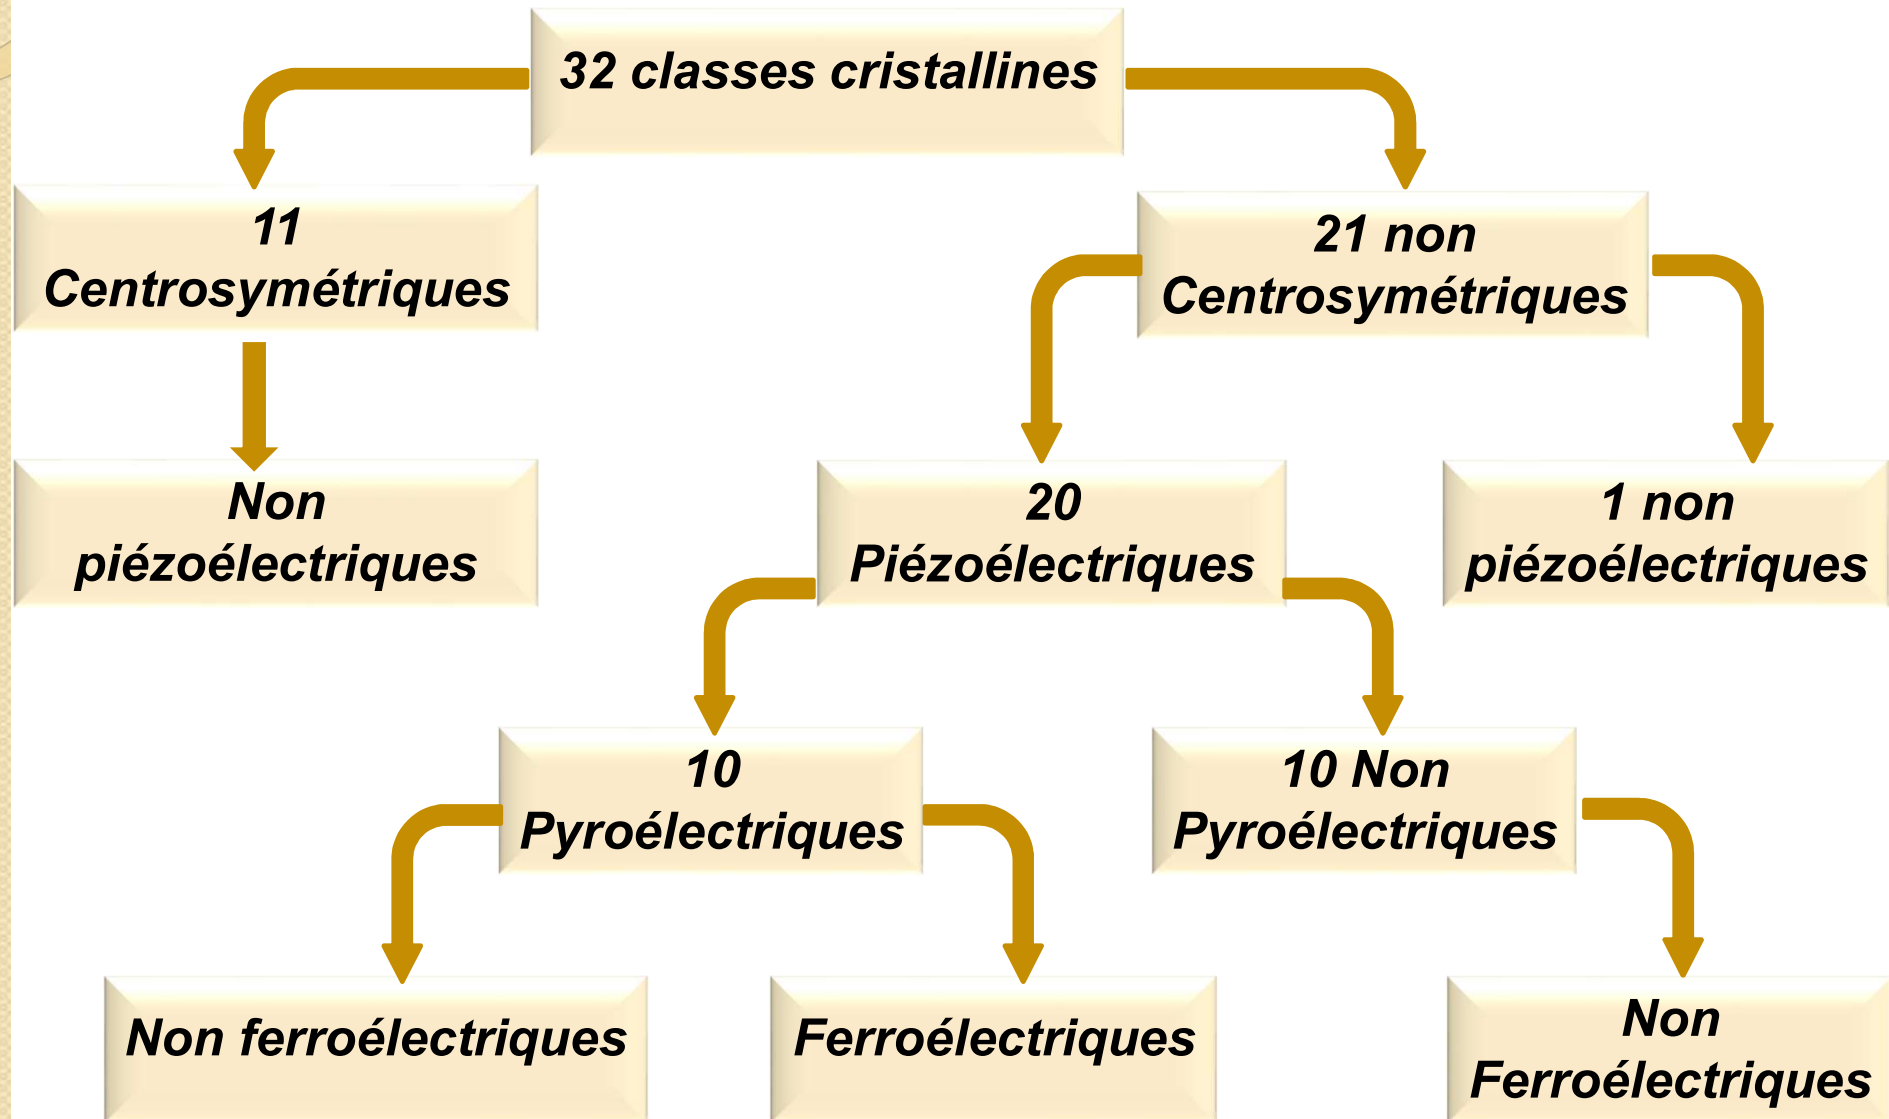 32 classes cristallines
11
Centrosymétriques
21 non
Centrosymétriques
Non
piézoélectriques
20
Piézoélectriques
1 non
piézoélectriques
10
Pyroélectriques
10 Non
Pyroélectriques
Non ferroélectriques
Ferroélectriques
Non
Ferroélectriques